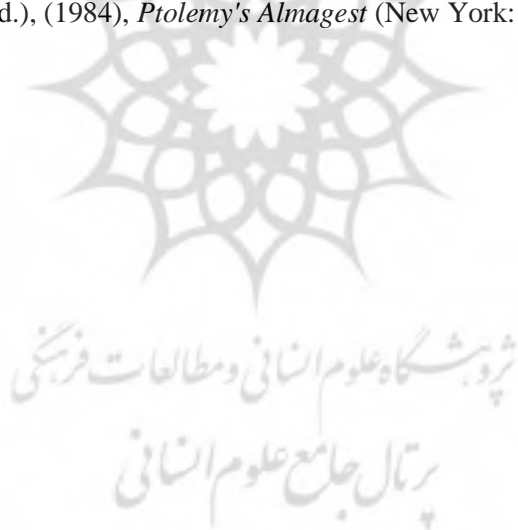 d.), (1984), Ptolemy's Almagest (New York:
پژوهشگاه علوم انسانی و مطالعات فرهنگی
پرتال جامع علوم انسانی